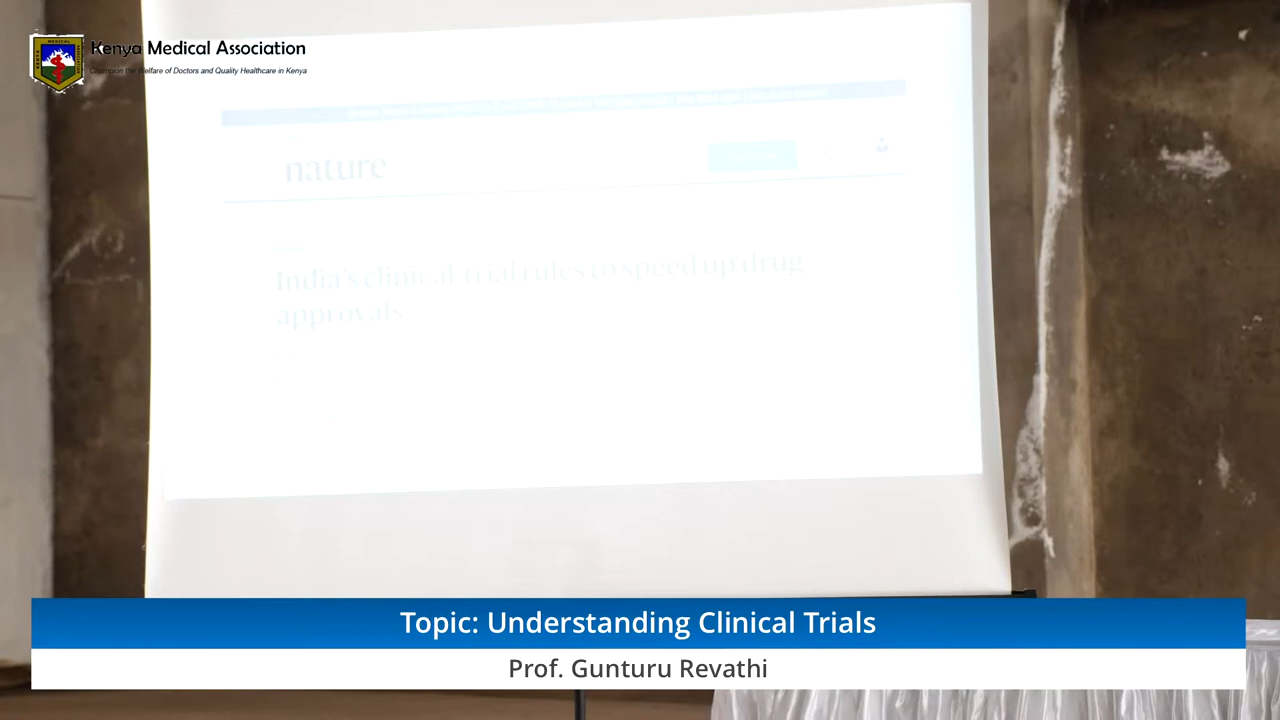 Kenya Medical Association
Champion the Welfare of Doctors and Quality Healthcare in Kenya
nature
India's clinical-trial rules to speed up drug
approvals
Topic: Understanding Clinical Trials
Prof. Gunturu Revathi